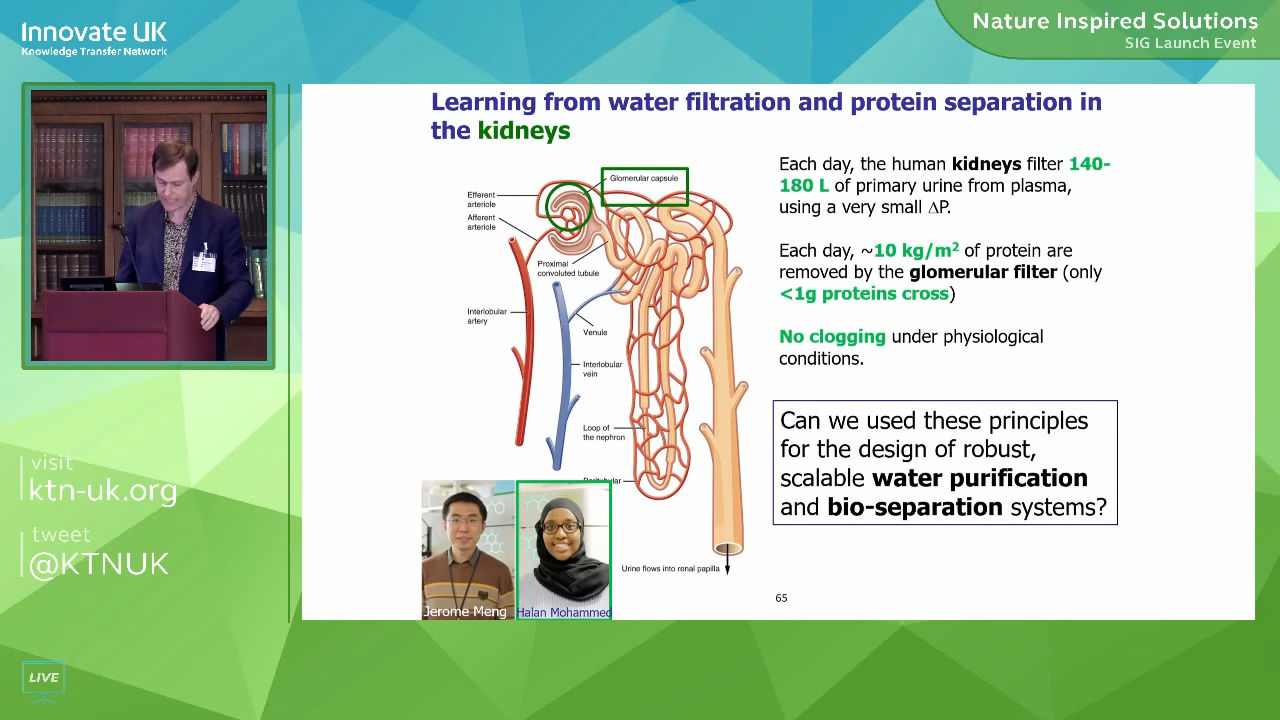 Innovate UK
Knowledge Transfer Network
Nature Inspired Solutions
SIG Launch Event
Learning from water filtration and protein separation in
the kidneys
Efferent
arteriole
Afferent
arteriole
Glomerular capsule
Proximal
convoluted tubule
Interlobular
artery
Venule
Interlobular
vein
Loop of
the nephron
Urine flows into renal papilla
Jerome Meng
Halan Mohammed
Each day, the human kidneys filter 140-
180 L of primary urine from plasma,
using a very small ΔP.
Each day, ~10 kg/m² of protein are
removed by the glomerular filter (only
<1g proteins cross)
No clogging under physiological
conditions.
Can we used these principles
for the design of robust,
scalable water purification
and bio-separation systems?
65
visit
ktn-uk.org
tweet
@KTNUK
LIVE